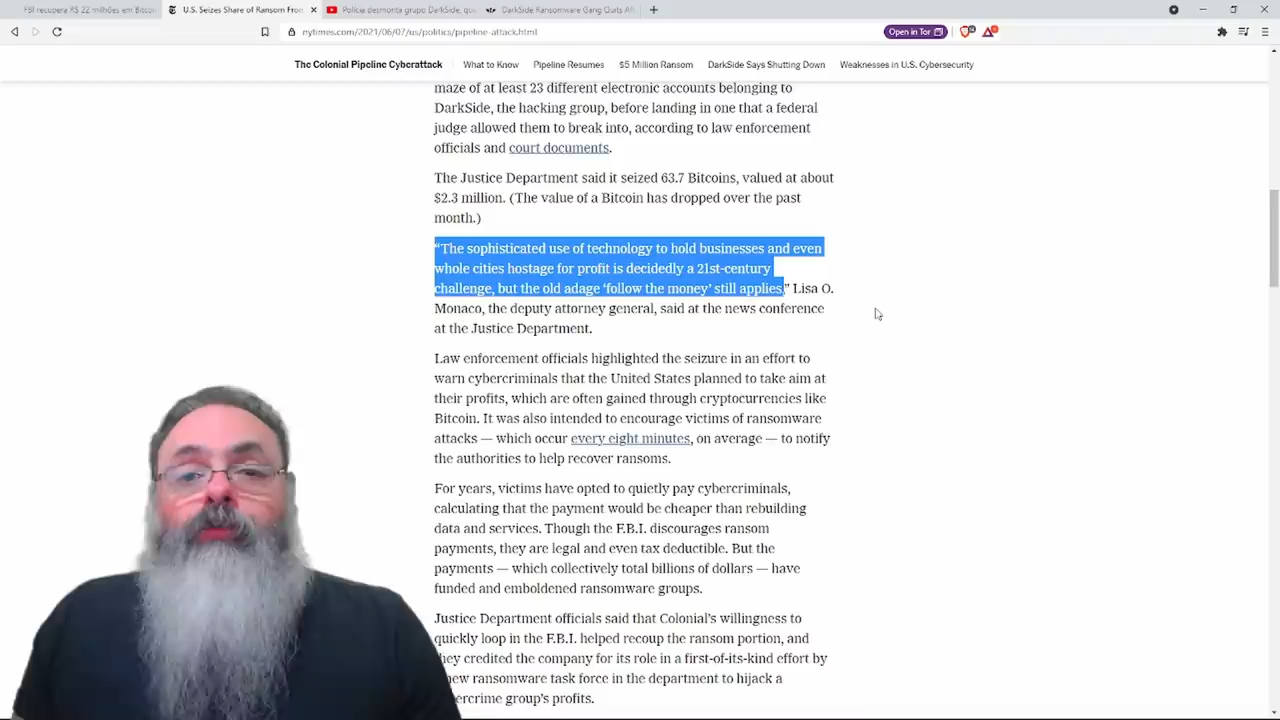 FBI recupera R$ 22 milhões em Bitcoi
U.S. Seizes Share of Ransom From
Polícia desmonta grupo DarkSide, que
DarkSide Ransomware Gang Quits Aft
nytimes.com/2021/06/07/us/politics/pipeline-attack.html
Open in Tor
The Colonial Pipeline Cyberattack
What to Know
Pipeline Resumes
$5 Million Ransom
DarkSide Says Shutting Down
Weaknesses in U.S. Cybersecurity
maze of at least 23 different electronic accounts belonging to
DarkSide, the hacking group, before landing in one that a federal
judge allowed them to break into, according to law enforcement
officials and court documents.
The Justice Department said it seized 63.7 Bitcoins, valued at about
$2.3 million. (The value of a Bitcoin has dropped over the past
month.)
“The sophisticated use of technology to hold businesses and even
whole cities hostage for profit is decidedly a 21st-century
challenge, but the old adage ‘follow the money’ still applies,” Lisa O.
Monaco, the deputy attorney general, said at the news conference
at the Justice Department.
Law enforcement officials highlighted the seizure in an effort to
warn cybercriminals that the United States planned to take aim at
their profits, which are often gained through cryptocurrencies like
Bitcoin. It was also intended to encourage victims of ransomware
attacks — which occur every eight minutes, on average — to notify
the authorities to help recover ransoms.
For years, victims have opted to quietly pay cybercriminals,
calculating that the payment would be cheaper than rebuilding
data and services. Though the F.B.I. discourages ransom
payments, they are legal and even tax deductible. But the
payments — which collectively total billions of dollars — have
funded and emboldened ransomware groups.
Justice Department officials said that Colonial’s willingness to
quickly loop in the F.B.I. helped recoup the ransom portion, and
they credited the company for its role in a first-of-its-kind effort by
new ransomware task force in the department to hijack a
ercrime group’s profits.